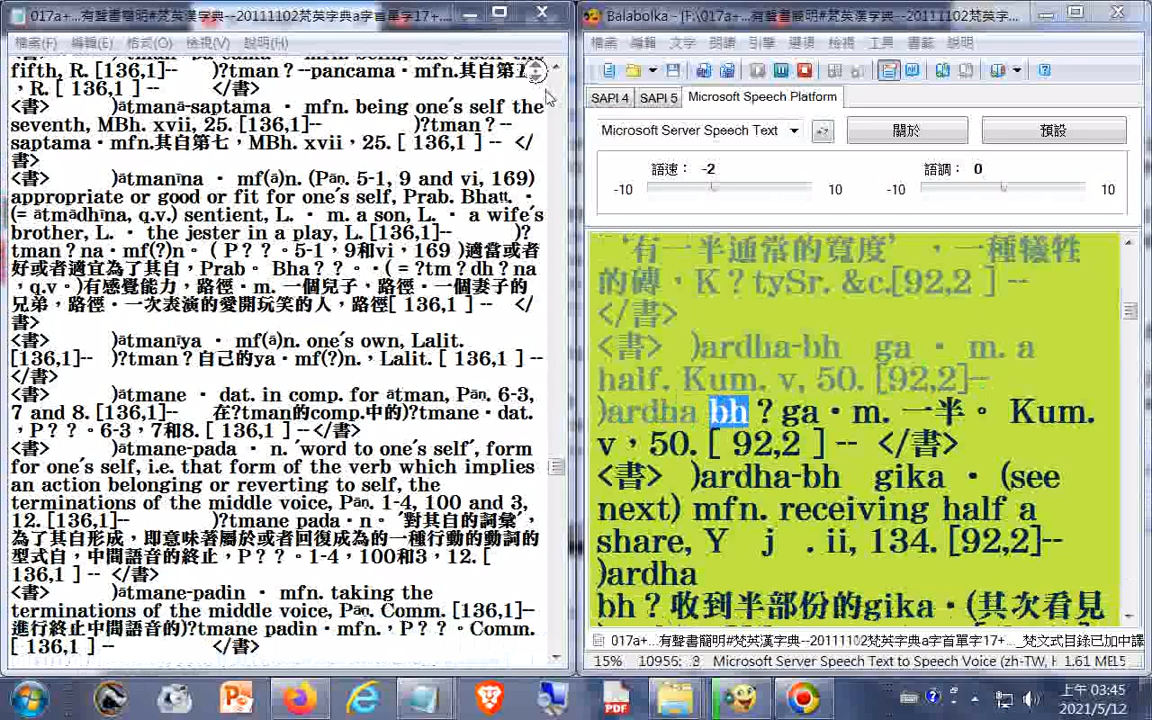 017a+...有聲書簡明#梵英漢字典--20111102梵英字典a字首單字17+...
檔案(F) 編輯(E) 格式(O) 檢視(V) 說明(H)
fifth, R. [136,1]-- )?tman？--pancama‧mfn.其自第五
，R. [ 136,1 ]-- </書>
<書> )ātmanā-saptama ‧ mfn. being one's self the
seventh, MBh. xvii, 25. [136,1]-- )?tman？--
saptama‧mfn.其自第七，MBh. xvii，25. [ 136,1 ] -- </
書>
<書> )ātmanīna ‧ mf(ā)n. (Pāṇ. 5-1, 9 and vi, 169)
appropriate or good or fit for one's self, Prab. Bhaṭṭ. ‧
(= ātmādhīna, q.v.) sentient, L. ‧ m. a son, L. ‧ a wife's
brother, L. ‧ the jester in a play, L. [136,1]-- )?
tman？na‧mf(?)n。（ P？？。5-1，9和vi，169 )適當或者
好或者適宜為了其自，Prab。 Bha？？。‧( =？tm？dh？na
，q.v。)有感覺能力，路徑‧m. 一個兒子，路徑‧一個妻子的
兄弟，路徑‧一次表演的愛開玩笑的人，路徑[ 136,1 ] -- </
書>
<書> )ātmanīya ‧ mf(ā)n. one's own, Lalit.
[136,1]-- )?tman？自己的ya‧mf(?)n.，Lalit. [ 136,1 ] --
</書>
<書> )ātmane ‧ dat. in comp. for ātman, Pāṇ. 6-3,
7 and 8. [136,1] 在?tman的comp.中的)?tmane‧dat.
，P？？。6-3，7和8. [ 136,1 ] -- </書>
<書> )ātmane-pada ‧ n. 'word to one's self', form
for one's self, i.e. that form of the verb which implies
an action belonging or reverting to self, the
terminations of the middle voice, Pāṇ. 1-4, 100 and 3,
12. [136,1]-- )?tmane pada‧n。‘對其自的詞彙’，
為了其自形成，即意味著屬於或者回復成為的一種行動的動詞的
型式自，中間語音的終止，P？？。1-4，100和3，12. [
136,1 ] -- </書>
<書> )ātmane-padin ‧ mfn. taking the
terminations of the middle voice, Pāṇ. Comm. [136,1]--
進行終止中間語音的)?tmane padin‧mfn.，P？？。Comm.
[ 136,1 ] -- </書>
Balabolka - [F:\017a+...有聲書簡明#梵英漢字典--20111102梵英字...
檔案 編輯 文字 朗讀 引擎 選項 檢視 工具 書籤 說明
SAPI 4 SAPI 5 Microsoft Speech Platform
Microsoft Server Speech Text 關於 預設
語速： -2 語調： 0
-10 10 -10 10
‘有一半通常的寬度’，一種犧牲
的磚，K？tySr. &c.[92,2 ] --
</書>
<書> )ardha-bh ga ‧ m. a
half. Kum. v, 50. [92,2]--
)ardha bh？ga‧m. 一半。 Kum.
v，50. [ 92,2 ] -- </書>
<書> )ardha-bh gika ‧ (see
next) mfn. receiving half a
share, Y j . ii, 134. [92,2]--
)ardha
bh？收到半部份的gika‧(其次看見
017a+...有聲書簡明#梵英漢字典--20111102梵英字典a字首單字17+..._梵文式目錄已加中譯
15% 10955: 3 Microsoft Server Speech Text to Speech Voice (zh-TW, H 1.61 МЕБ
上午 03:45
2021/5/12